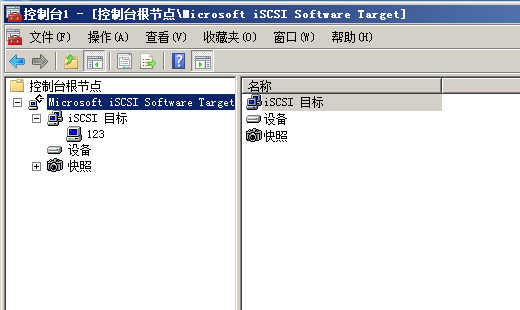 控制台1 - [控制台根节点\Microsoft iSCSI Software Target]
文件(F) 操作(A) 查看(V) 收藏夹(O) 窗口(W) 帮助(H)
控制台根节点
Microsoft iSCSI Software Target
iSCSI 目标
123
设备
快照
名称
iSCSI 目标
设备
快照